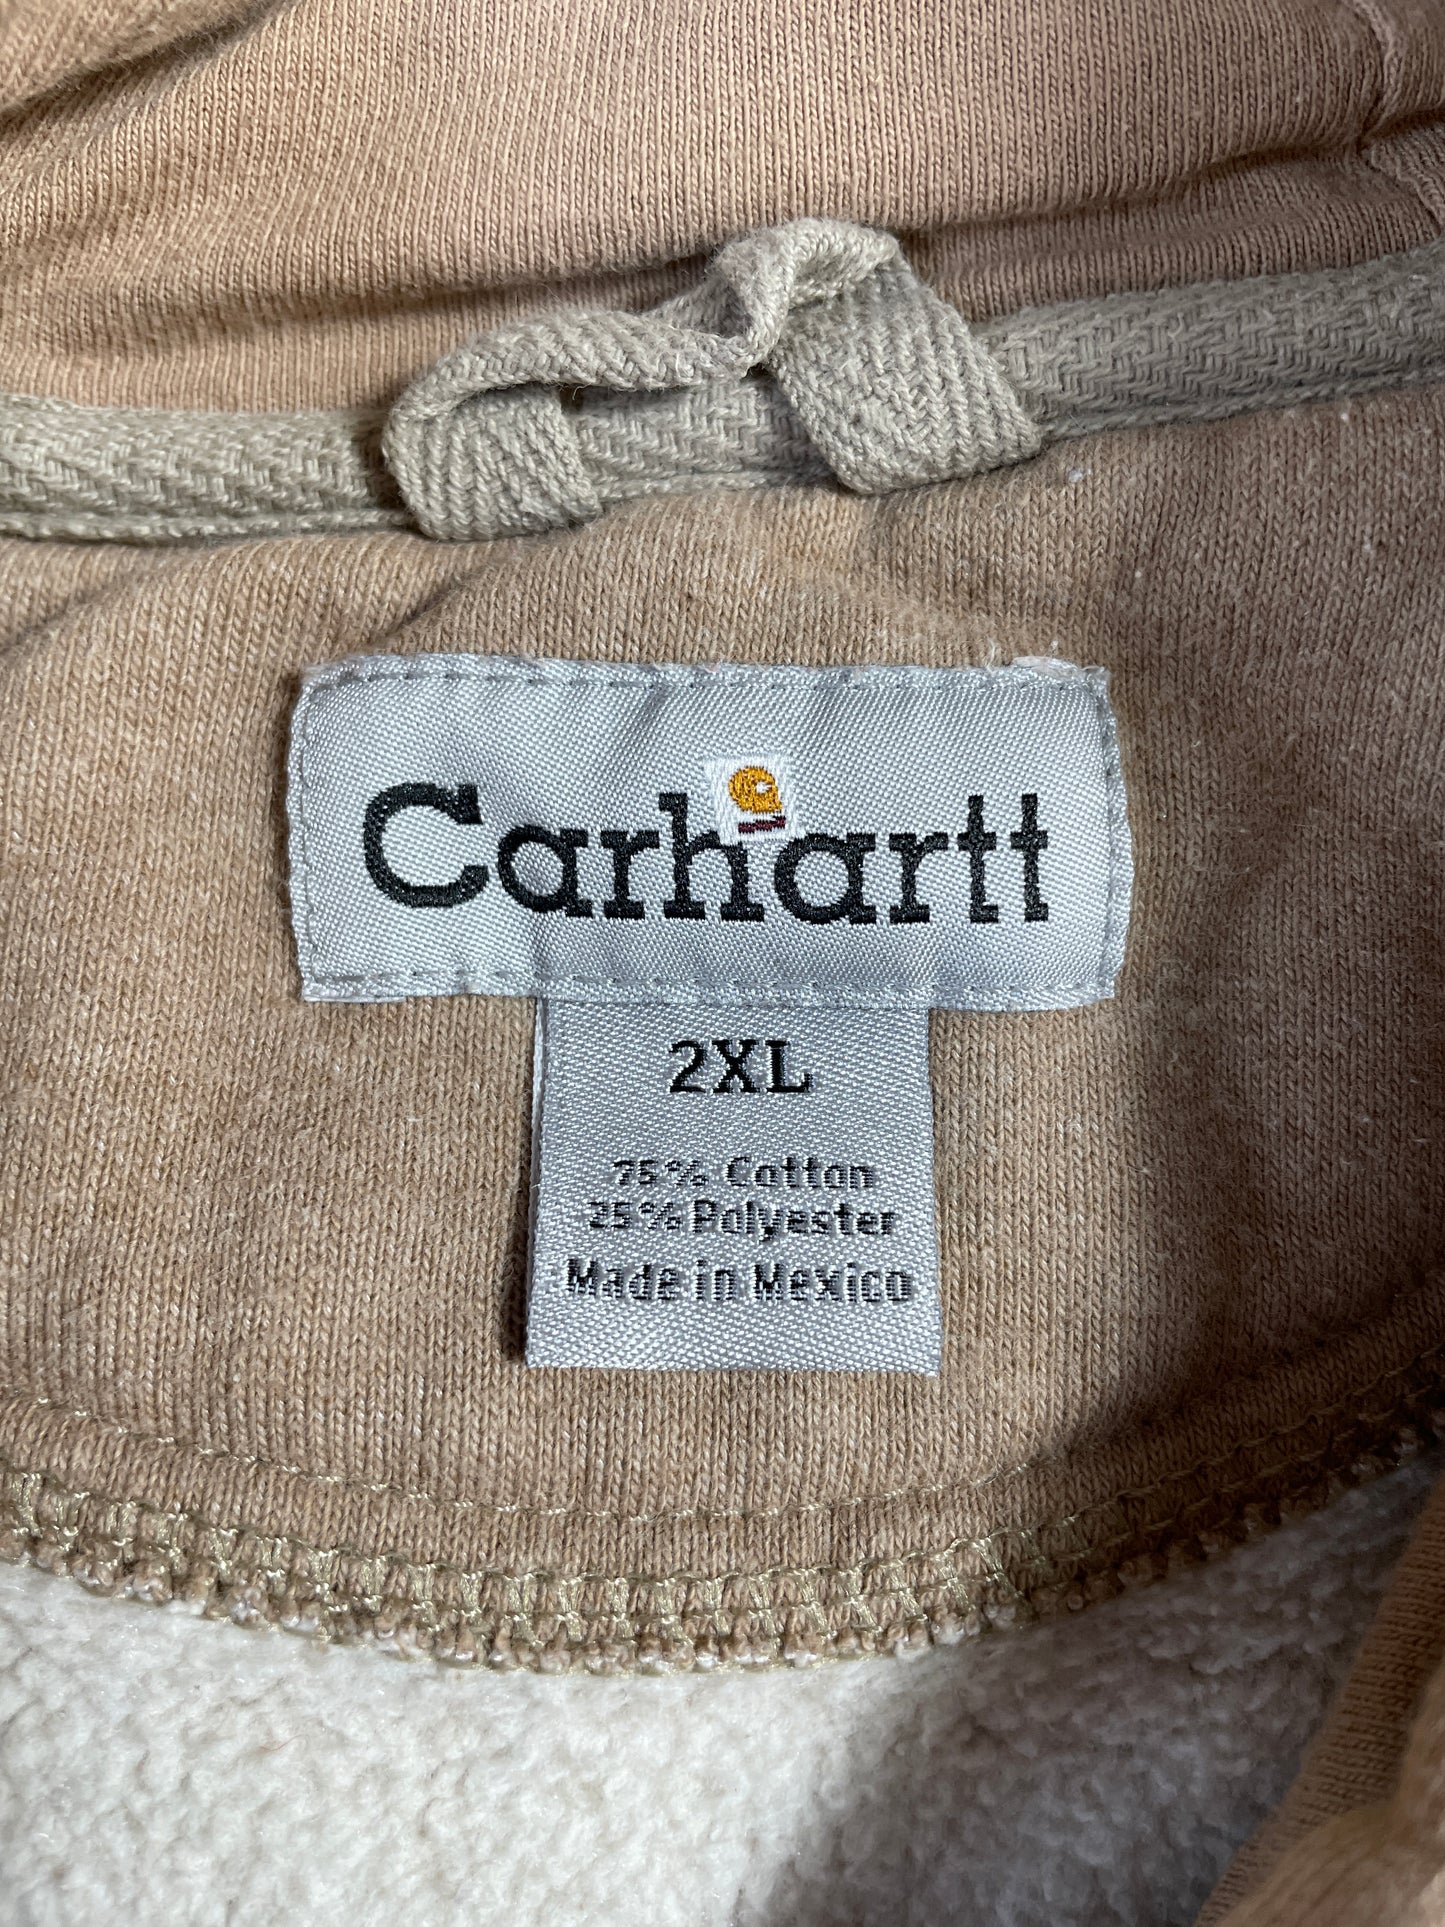 Carhartt
2XL
75% Cotton
25% Polyester
Made in Mexico